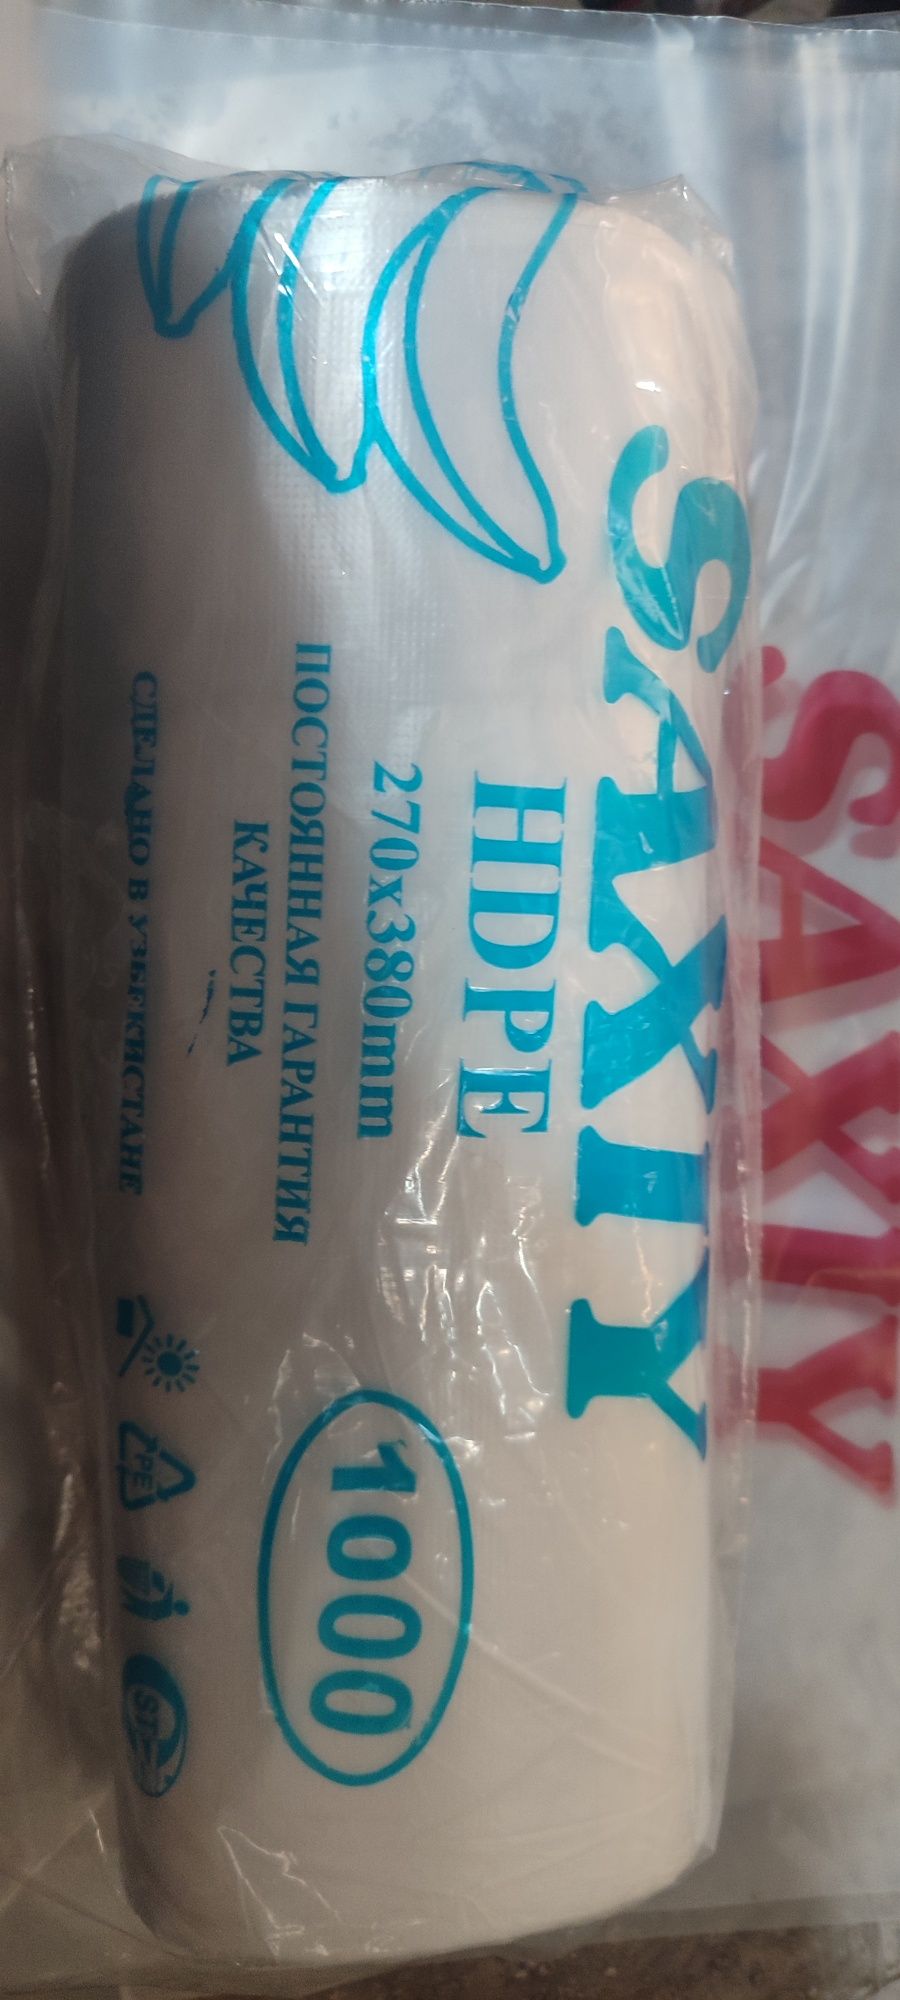 SAXIY
HDPE
270x380mm
ПОСТОЯННАЯ ГАРАНТИЯ
КАЧЕСТВА
СДЕЛАНО В УЗБЕКИСТАНЕ
PE
1000
SAXIY